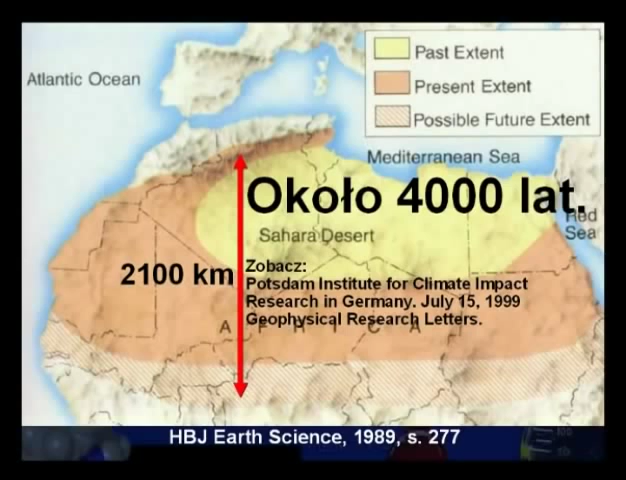 Past Extent
Present Extent
Possible Future Extent
Atlantic Ocean
Mediterranean Sea
Około 4000 lat.
Red
Sea
Sahara Desert
2100 km
Zobacz:
Potsdam Institute for Climate Impact
Research in Germany. July 15, 1999
Geophysical Research Letters.
A F R I C A
HBJ Earth Science, 1989, s. 277